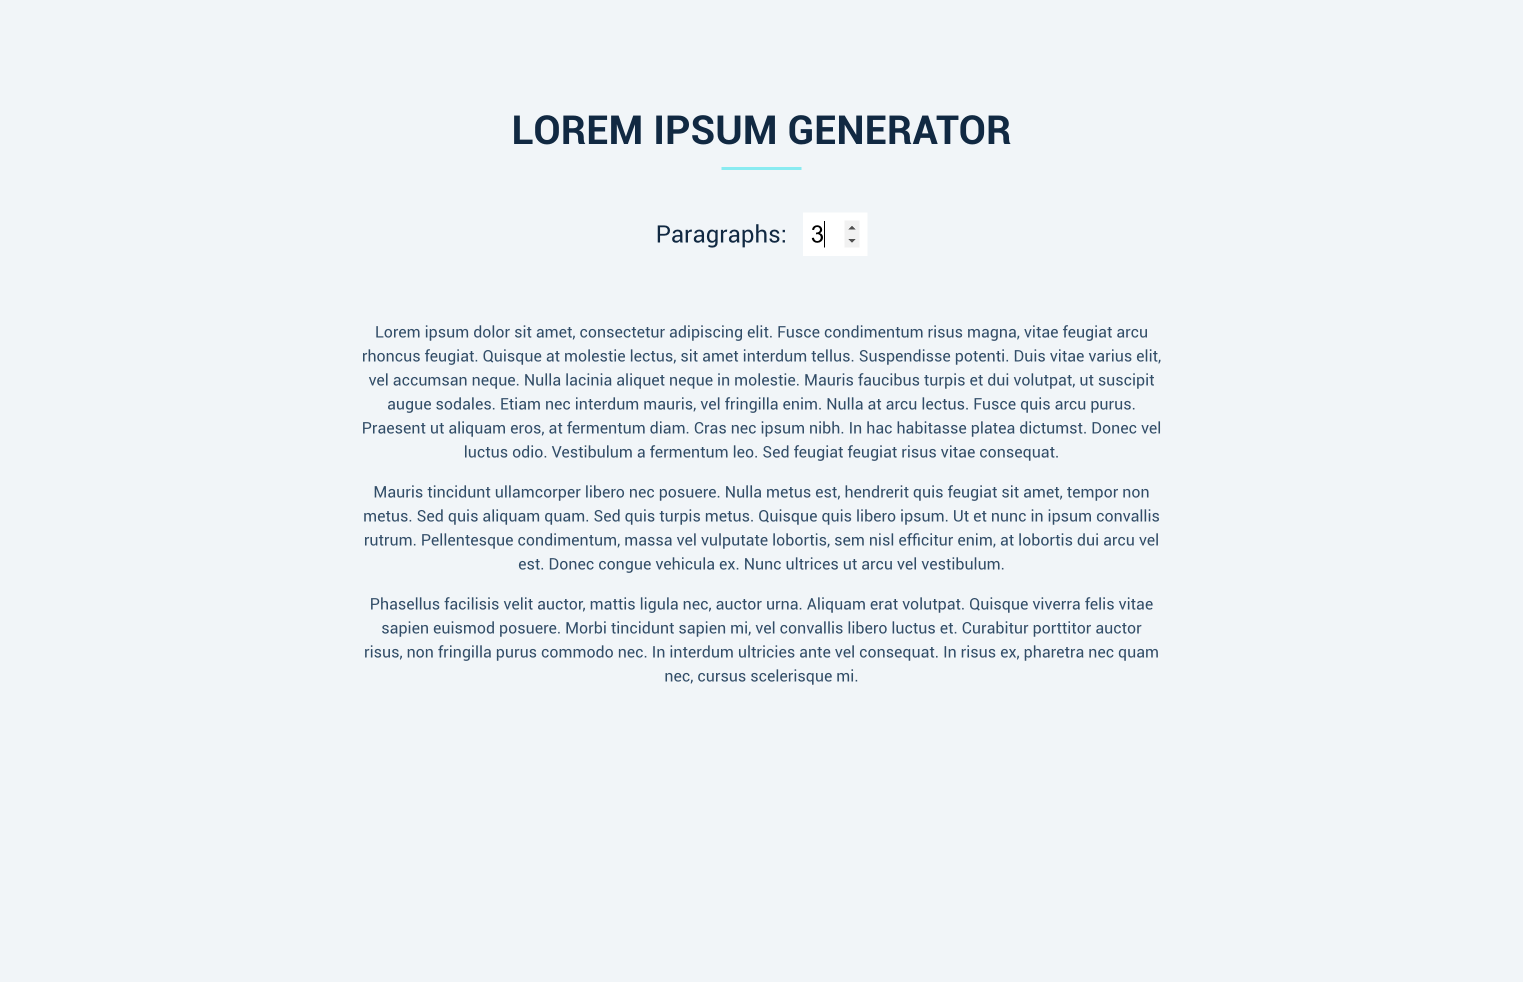 LOREM IPSUM GENERATOR
Paragraphs: 3
Lorem ipsum dolor sit amet, consectetur adipiscing elit. Fusce condimentum risus magna, vitae feugiat arcu
rhoncus feugiat. Quisque at molestie lectus, sit amet interdum tellus. Suspendisse potenti. Duis vitae varius elit,
vel accumsan neque. Nulla lacinia aliquet neque in molestie. Mauris faucibus turpis et dui volutpat, ut suscipit
augue sodales. Etiam nec interdum mauris, vel fringilla enim. Nulla at arcu lectus. Fusce quis arcu purus.
Praesent ut aliquam eros, at fermentum diam. Cras nec ipsum nibh. In hac habitasse platea dictumst. Donec vel
luctus odio. Vestibulum a fermentum leo. Sed feugiat feugiat risus vitae consequat.
Mauris tincidunt ullamcorper libero nec posuere. Nulla metus est, hendrerit quis feugiat sit amet, tempor non
metus. Sed quis aliquam quam. Sed quis turpis metus. Quisque quis libero ipsum. Ut et nunc in ipsum convallis
rutrum. Pellentesque condimentum, massa vel vulputate lobortis, sem nisl efficitur enim, at lobortis dui arcu vel
est. Donec congue vehicula ex. Nunc ultrices ut arcu vel vestibulum.
Phasellus facilisis velit auctor, mattis ligula nec, auctor urna. Aliquam erat volutpat. Quisque viverra felis vitae
sapien euismod posuere. Morbi tincidunt sapien mi, vel convallis libero luctus et. Curabitur porttitor auctor
risus, non fringilla purus commodo nec. In interdum ultricies ante vel consequat. In risus ex, pharetra nec quam
nec, cursus scelerisque mi.